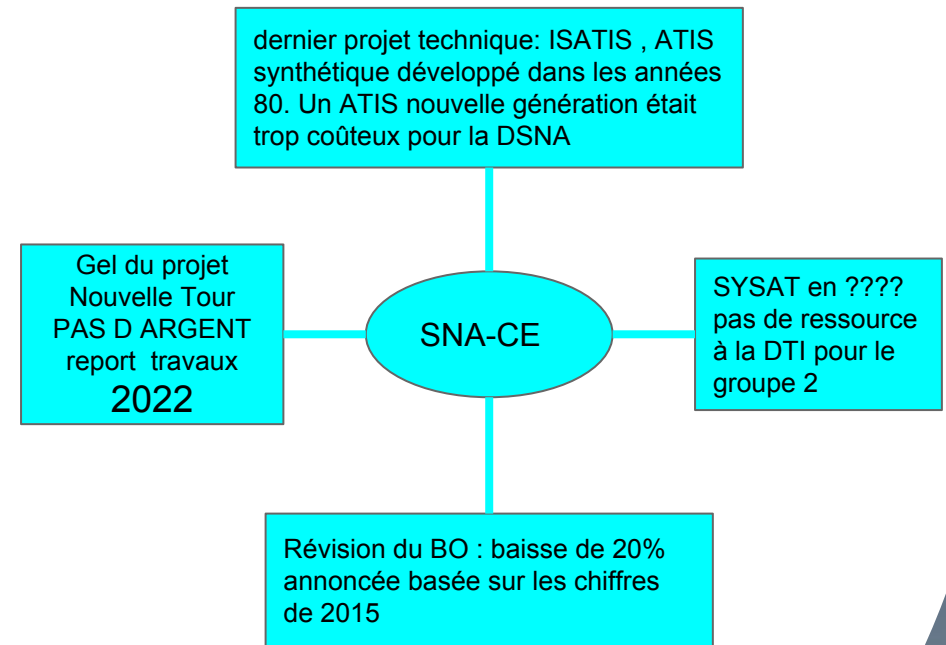 dernier projet technique: ISATIS , ATIS
synthétique développé dans les années
80. Un ATIS nouvelle génération était
trop coûteux pour la DSNA
Gel du projet
Nouvelle Tour
PAS D ARGENT
report travaux
2022
SNA-CE
SYSAT en ????
pas de ressource
à la DTI pour le
groupe 2
Révision du BO : baisse de 20%
annoncée basée sur les chiffres
de 2015